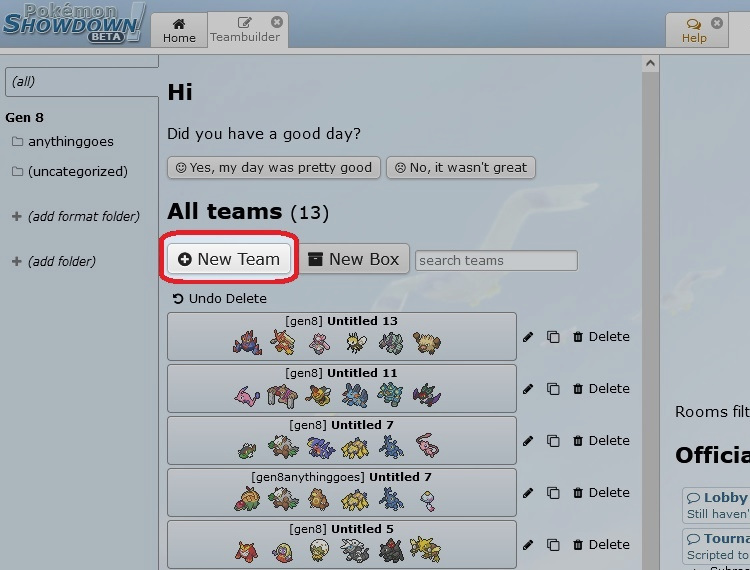 Pokémon
SHOWDOWN!
BETA
Home
Teambuilder
Help
(all)
Gen 8
anythinggoes
(uncategorized)
(add format folder)
(add folder)
Hi
Did you have a good day?
Yes, my day was pretty good
No, it wasn't great
All teams (13)
New Team
New Box
search teams
Undo Delete
[gen8] Untitled 13
Delete
[gen8] Untitled 11
Delete
[gen8] Untitled 7
Delete
[gen8anythinggoes] Untitled 7
Delete
[gen8] Untitled 5
Delete
Rooms filt
Officia
Lobby
Still haven'
Tourna
Scripted to